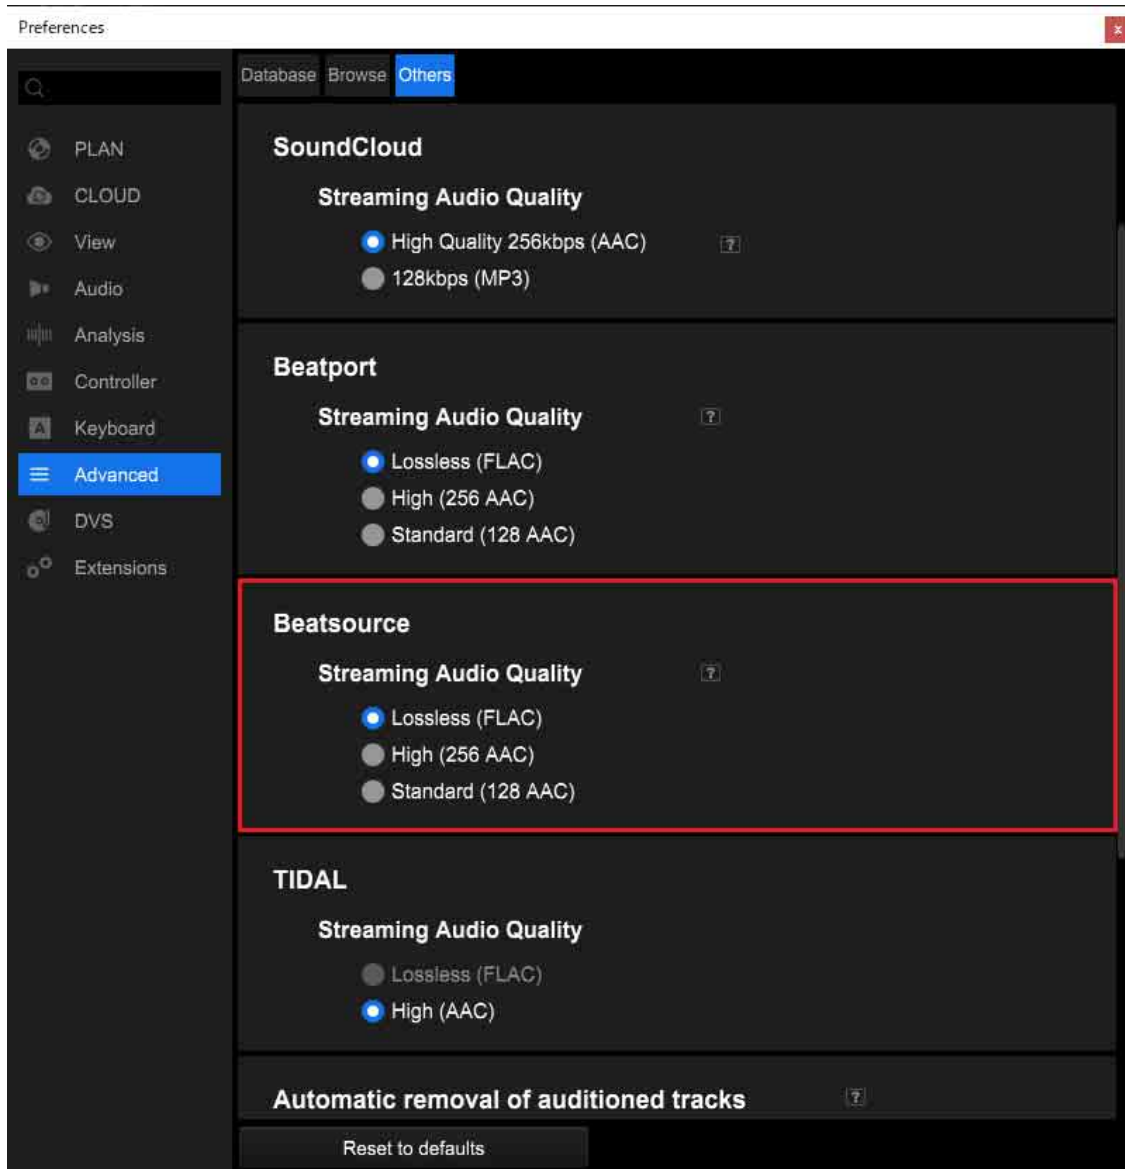 Preferences
x
Database Browse Others
PLAN
CLOUD
View
Audio
Analysis
Controller
Keyboard
Advanced
DVS
Extensions
SoundCloud
Streaming Audio Quality
High Quality 256kbps (AAC) ?
128kbps (MP3)
Beatport
Streaming Audio Quality ?
Lossless (FLAC)
High (256 AAC)
Standard (128 AAC)
Beatsource
Streaming Audio Quality ?
Lossless (FLAC)
High (256 AAC)
Standard (128 AAC)
TIDAL
Streaming Audio Quality
Lossless (FLAC)
High (AAC)
Automatic removal of auditioned tracks ?
Reset to defaults